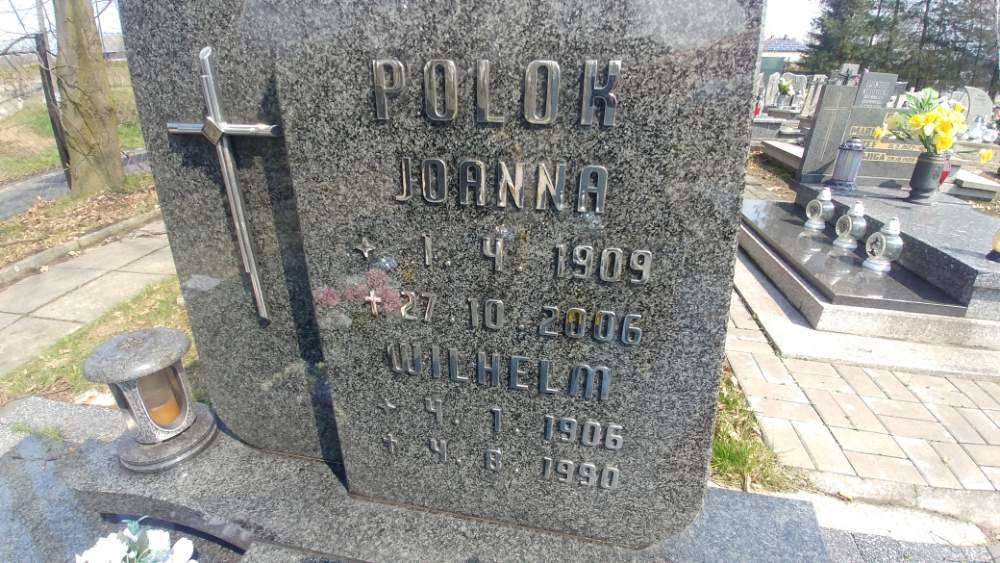 POLOK
JOANNA
1. 4. 1909
27. 10. 2006
WILHELM
4. 1. 1906
4. 8. 1990